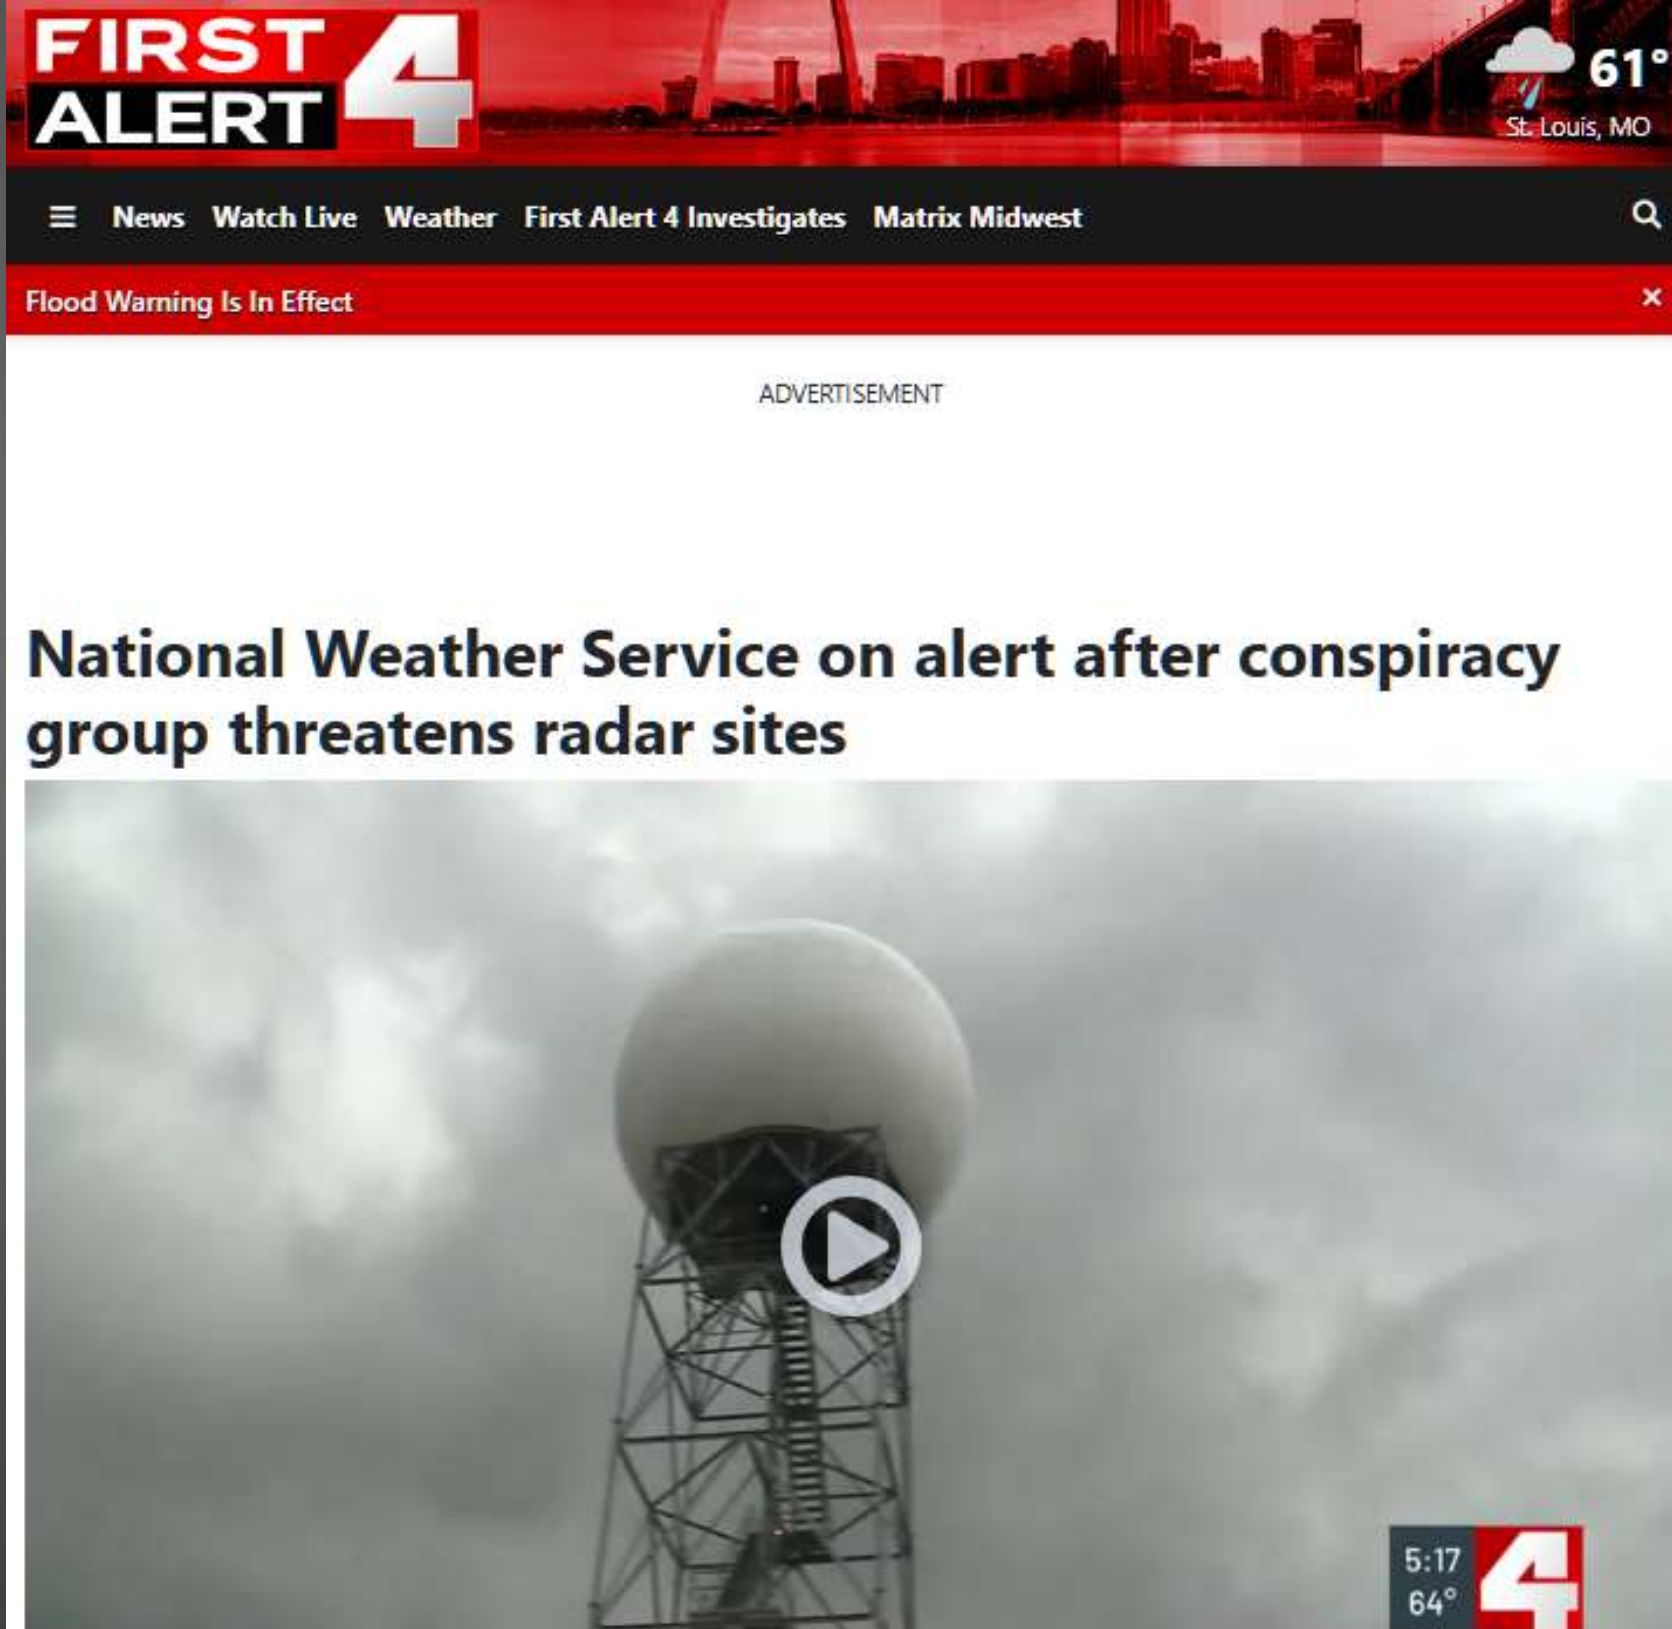 FIRST
ALERT 4
61°
St. Louis, MO
News Watch Live Weather First Alert 4 Investigates Matrix Midwest
Flood Warning Is In Effect
ADVERTISEMENT
National Weather Service on alert after conspiracy
group threatens radar sites
5:17
64°
4